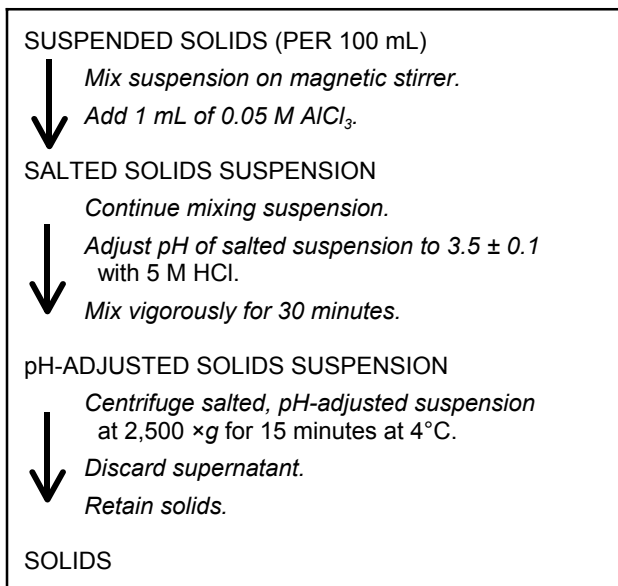 SUSPENDED SOLIDS (PER 100 mL)
Mix suspension on magnetic stirrer.
Add 1 mL of 0.05 M AlCl₃.
SALTED SOLIDS SUSPENSION
Continue mixing suspension.
Adjust pH of salted suspension to 3.5 ± 0.1
with 5 M HCl.
Mix vigorously for 30 minutes.
pH-ADJUSTED SOLIDS SUSPENSION
Centrifuge salted, pH-adjusted suspension
at 2,500 ×g for 15 minutes at 4°C.
Discard supernatant.
Retain solids.
SOLIDS